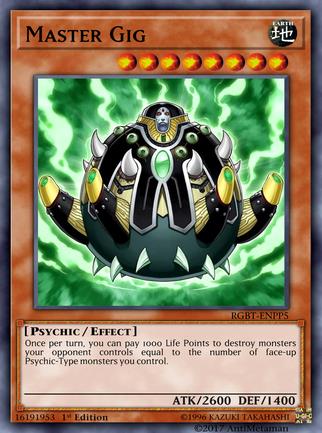 MASTER GIG
EARTH
地
RGBT-ENPP5
[PSYCHIC / EFFECT]
Once per turn, you can pay 1000 Life Points to destroy monsters
your opponent controls equal to the number of face-up
Psychic-Type monsters you control.
ATK/2600 DEF/1400
16191953 1st Edition ©1996 KAZUKI TAKAHASHI
©2017 AntiMetaman